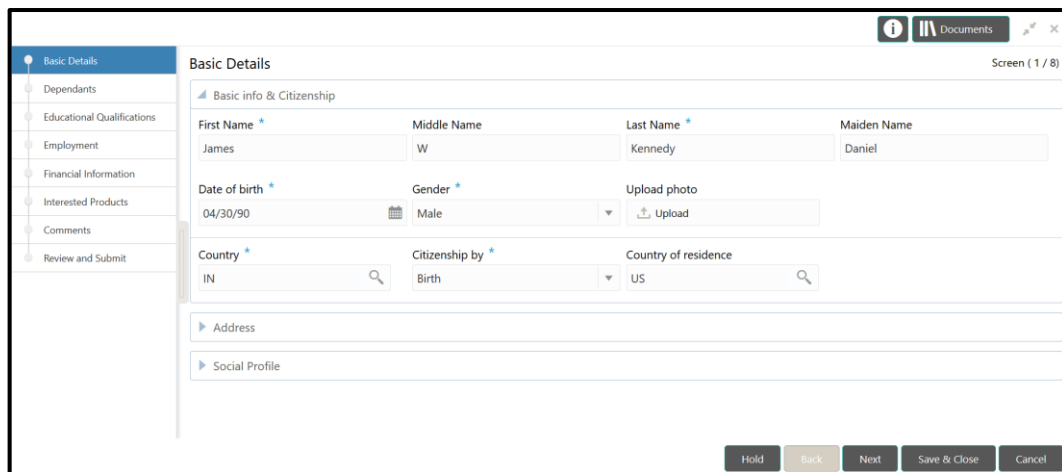 Documents
Basic Details
Dependants
Educational Qualifications
Employment
Financial Information
Interested Products
Comments
Review and Submit
Basic Details
Screen ( 1 / 8)
Basic info & Citizenship
First Name * Middle Name Last Name * Maiden Name
James W Kennedy Daniel
Date of birth * Gender * Upload photo
04/30/90 Male Upload
Country * Citizenship by * Country of residence
IN Birth US
Address
Social Profile
Hold Back Next Save & Close Cancel